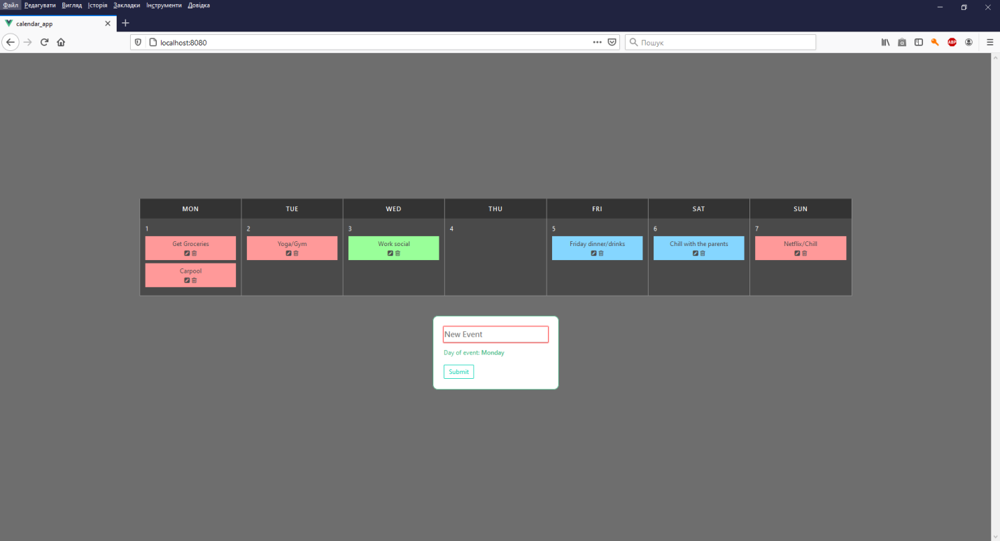 Файл Редагувати Вигляд Історія Закладки Інструменти Довідка
calendar_app
localhost:8080
Пошук
ABP
MON TUE WED THU FRI SAT SUN
1 2 3 4 5 6 7
Get Groceries Yoga/Gym Work social Friday dinner/drinks Chill with the parents Netflix/Chill
Carpool
New Event
Day of event: Monday
Submit